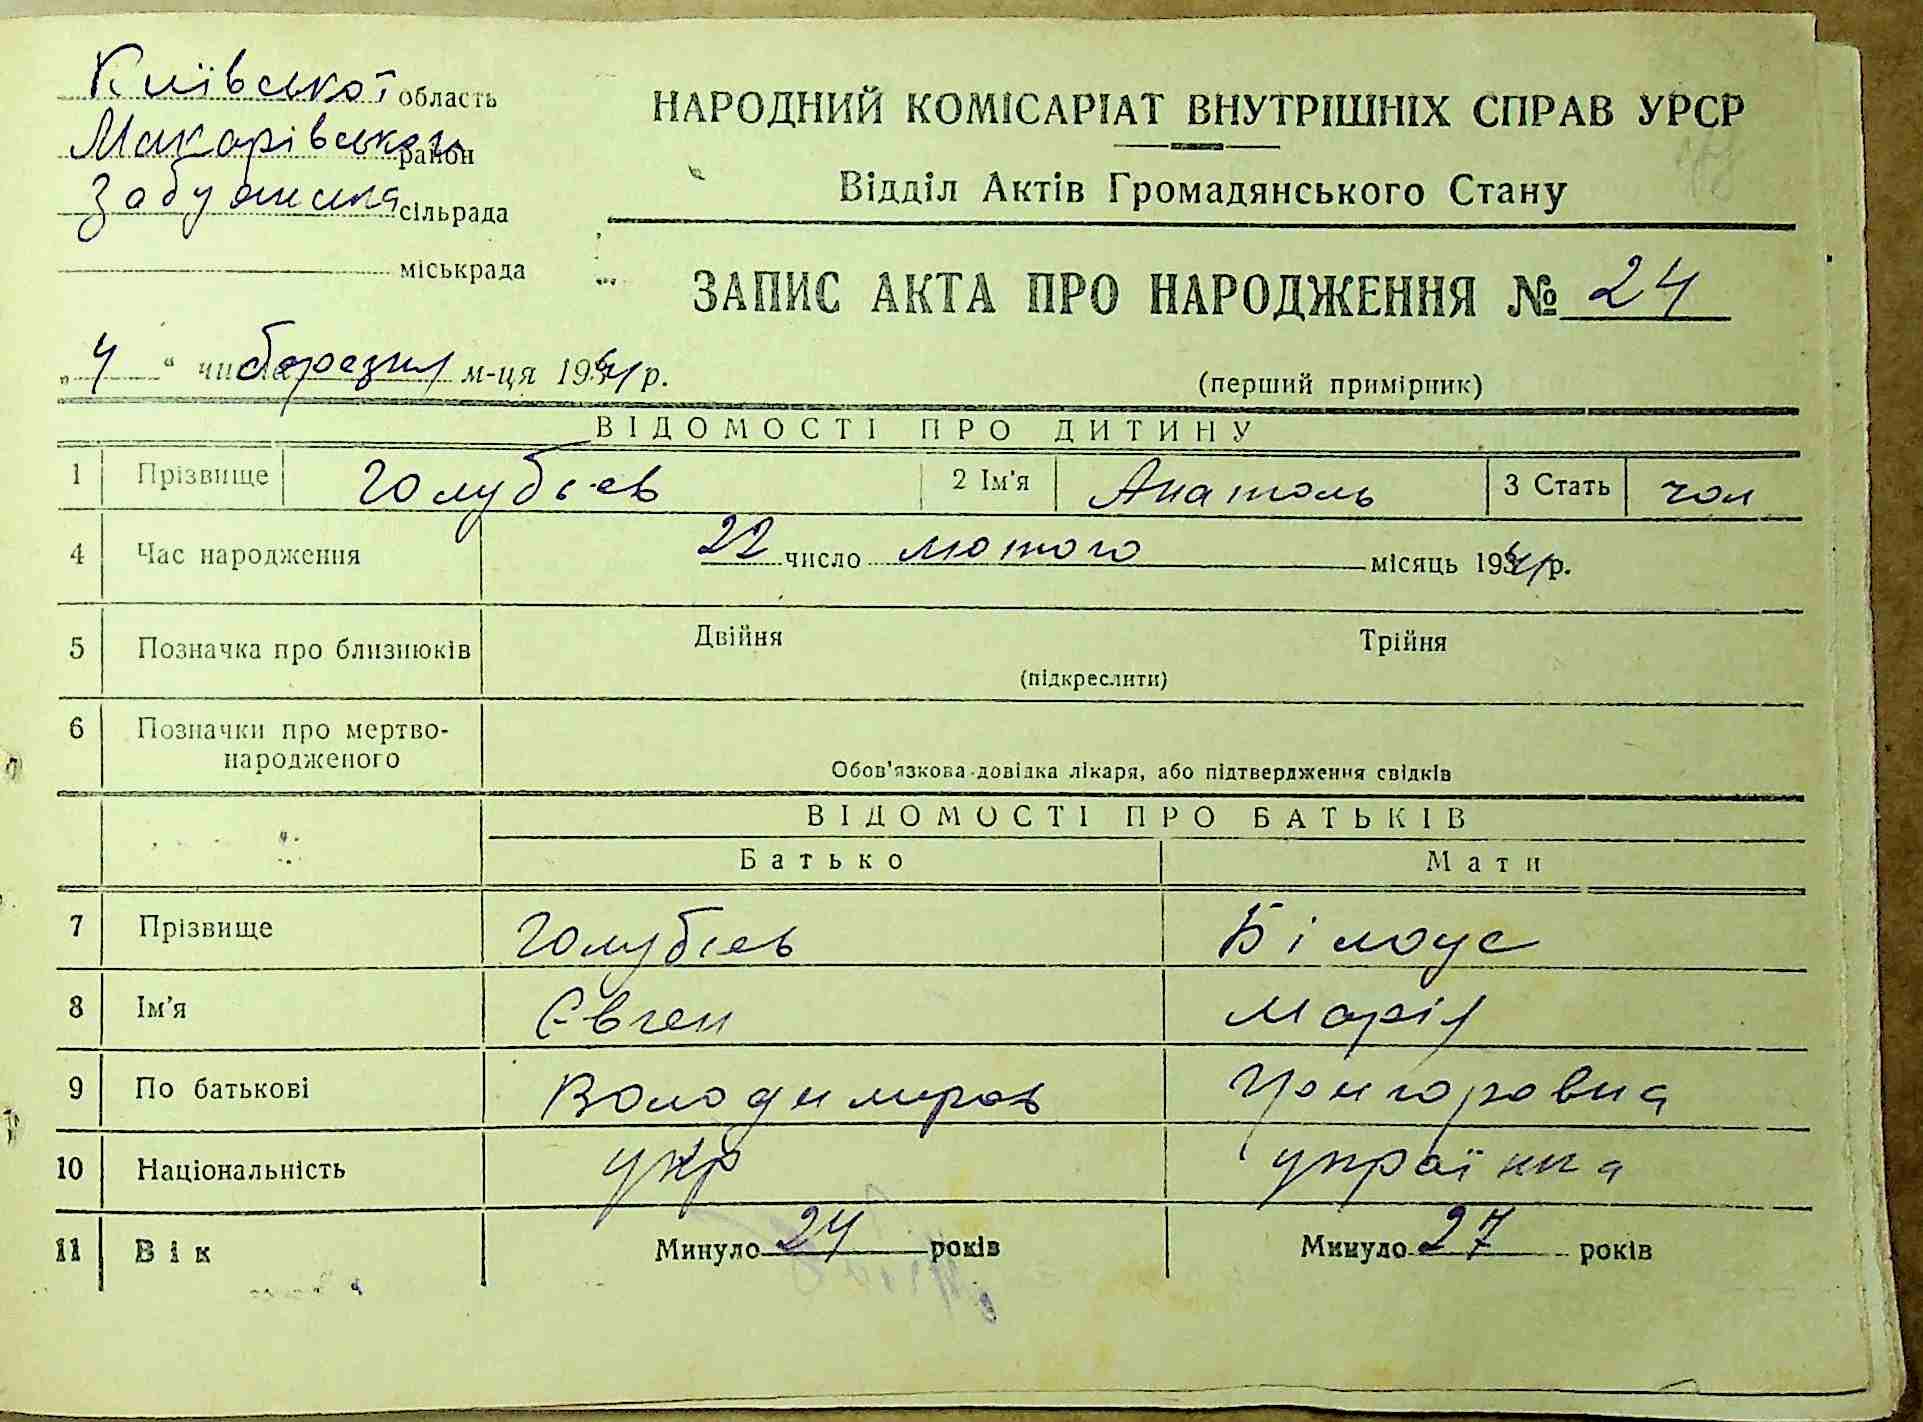 Київської область
Макарівського район
Забуянська сільрада
міськрада
НАРОДНИЙ КОМІСАРІАТ ВНУТРІШНІХ СПРАВ УРСР
Відділ Актів Громадянського Стану
ЗАПИС АКТА ПРО НАРОДЖЕННЯ № 24
„4“ числа березня м-ця 1944 р.
(перший примірник)
ВІДОМОСТІ ПРО ДИТИНУ
1 Прізвище Голубєв 2 Ім'я Анатоль 3 Стать чол
4 Час народження 22 число лютого місяць 1944 р.
5 Позначка про близнюків Двійня Трійня
(підкреслити)
6 Позначки про мертво-
народженого
Обов'язкова довідка лікаря, або підтвердження свідків
ВІДОМОСТІ ПРО БАТЬКІВ
Батько Мати
7 Прізвище Голубєв Білоус
8 Ім'я Євген Марія
9 По батькові Володимиров Григоровна
10 Національність укр українка
11 Вік Минуло 24 років Минуло 27 років